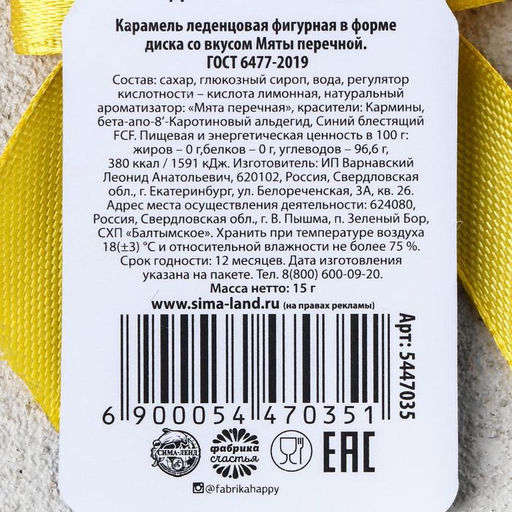 Карамель леденцовая фигурная в форме
диска со вкусом Мяты перечной.
ГОСТ 6477-2019
Состав: сахар, глюкозный сироп, вода, регулятор
кислотности – кислота лимонная, натуральный
ароматизатор: «Мята перечная», красители: Кармины,
бета-апо-8'-Каротиновый альдегид, Синий блестящий
FCF. Пищевая и энергетическая ценность в 100 г:
жиров – 0 г,белков – 0 г, углеводов – 96,6 г,
380 ккал / 1591 кДж. Изготовитель: ИП Варнавский
Леонид Анатольевич, 620102, Россия, Свердловская
обл., г. Екатеринбург, ул. Белореченская, 3А, кв. 26.
Адрес места осуществления деятельности: 624080,
Россия, Свердловская обл., г. В. Пышма, п. Зеленый Бор,
СХП «Балтымское». Хранить при температуре воздуха
18(±3) °С и относительной влажности не более 75 %.
Срок годности: 12 месяцев. Дата изготовления
указана на пакете. Тел. 8(800) 600-09-20.
Масса нетто: 15 г
www.sima-land.ru (на правах рекламы)
Арт: 5447035
6 900054 470351
СИМА-ЛЕНД
фабрика
счастья
EAC
@fabrikahappy